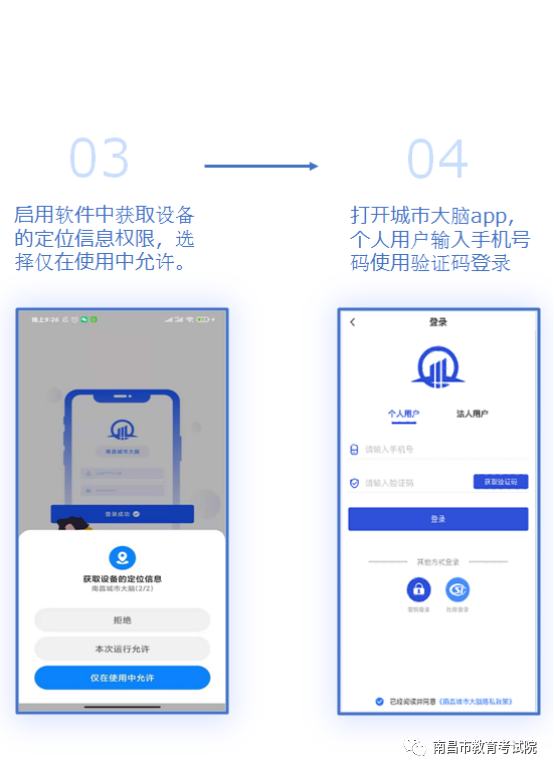 03
04
启用软件中获取设备
的定位信息权限，选
择仅在使用中允许。
打开城市大脑app，
个人用户输入手机号
码使用验证码登录
晚上9:26
南昌城市大脑
登录成功
获取设备的定位信息
南昌城市大脑(2/2)
拒绝
本次运行允许
仅在使用中允许
登录
个人用户
法人用户
请输入手机号
请输入验证码
获取验证码
登录
其他方式登录
密码登录
已经阅读并同意《南昌城市大脑隐私政策》
南昌市教育考试院